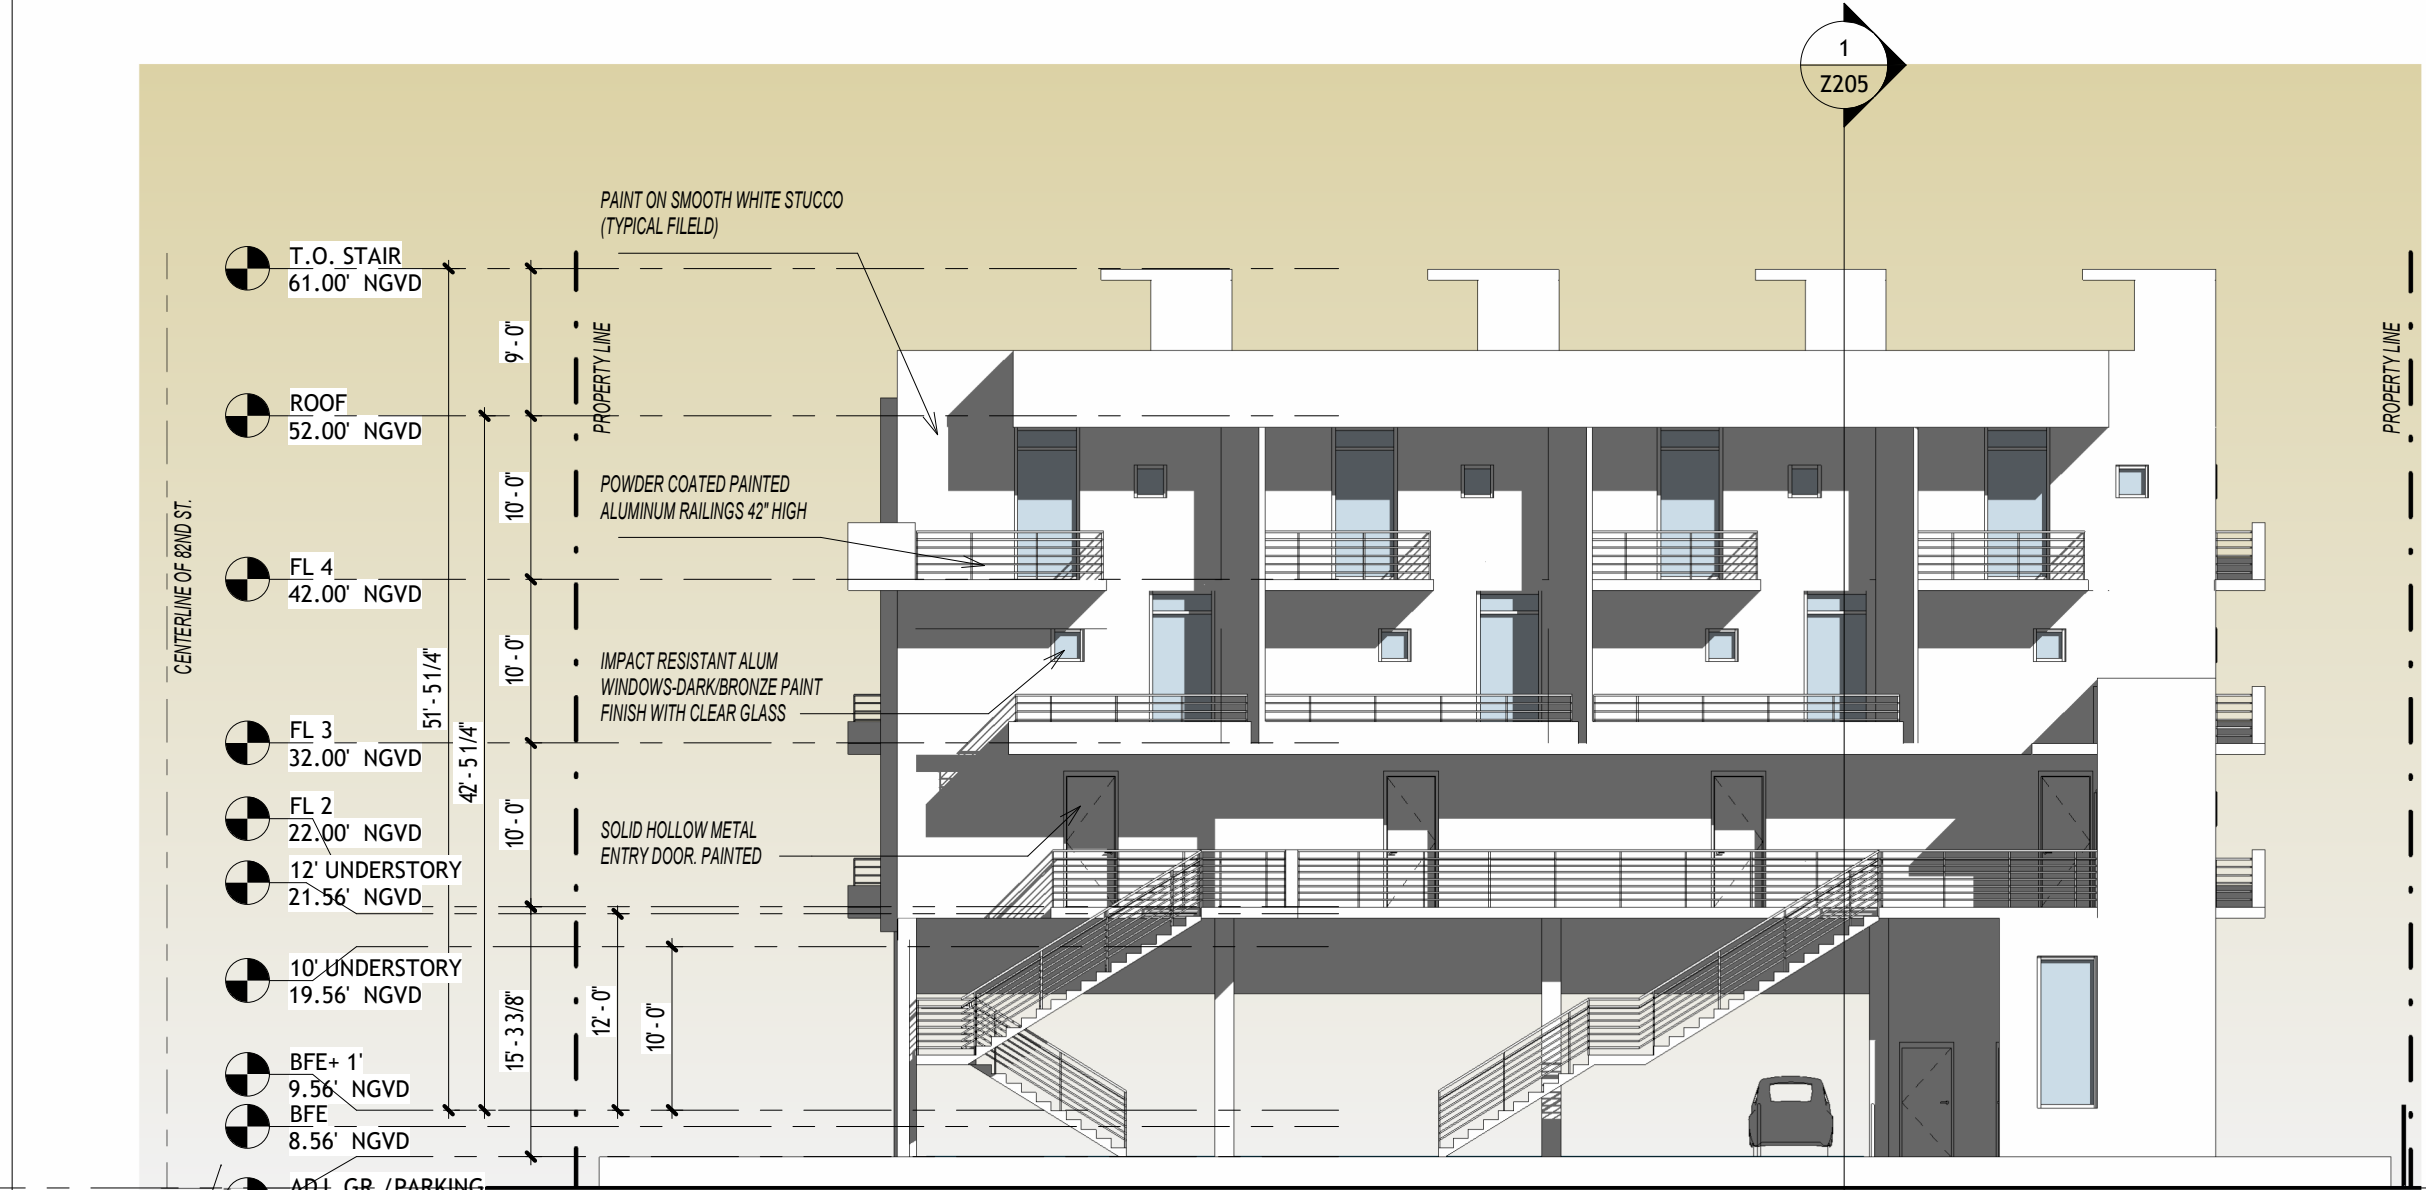 1
Z205
PAINT ON SMOOTH WHITE STUCCO
(TYPICAL FILELD)
T.O. STAIR
61.00' NGVD
9' - 0"
PROPERTY LINE
PROPERTY LINE
ROOF
52.00' NGVD
10' - 0"
POWDER COATED PAINTED
ALUMINUM RAILINGS 42" HIGH
CENTERLINE OF 82ND ST.
FL 4
42.00' NGVD
10' - 0"
51' - 5 1/4"
42' - 5 1/4"
IMPACT RESISTANT ALUM
WINDOWS-DARK/BRONZE PAINT
FINISH WITH CLEAR GLASS
FL 3
32.00' NGVD
10' - 0"
FL 2
22.00' NGVD
SOLID HOLLOW METAL
ENTRY DOOR. PAINTED
12' UNDERSTORY
21.56' NGVD
10' UNDERSTORY
19.56' NGVD
15' - 3 3/8"
12' - 0"
10' - 0"
BFE+ 1'
9.56' NGVD
BFE
8.56' NGVD
ADJ. GR./PARKING